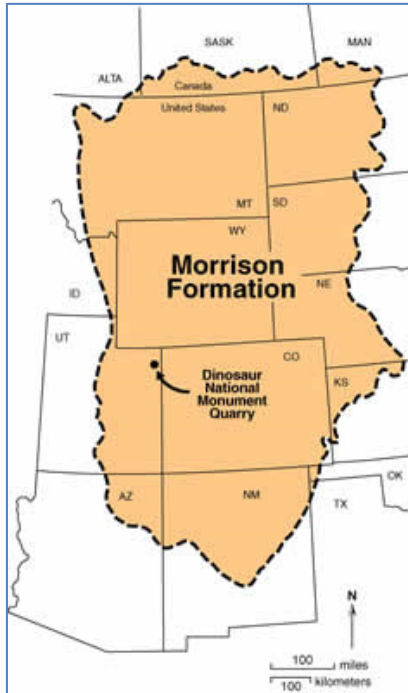 SASK
MAN
ALTA
Canada
United States
ND
MT
SD
WY
Morrison
Formation
NE
ID
UT
CO
Dinosaur
National
Monument
Quarry
KS
OK
AZ
NM
TX
N
100 miles
100 kilometers